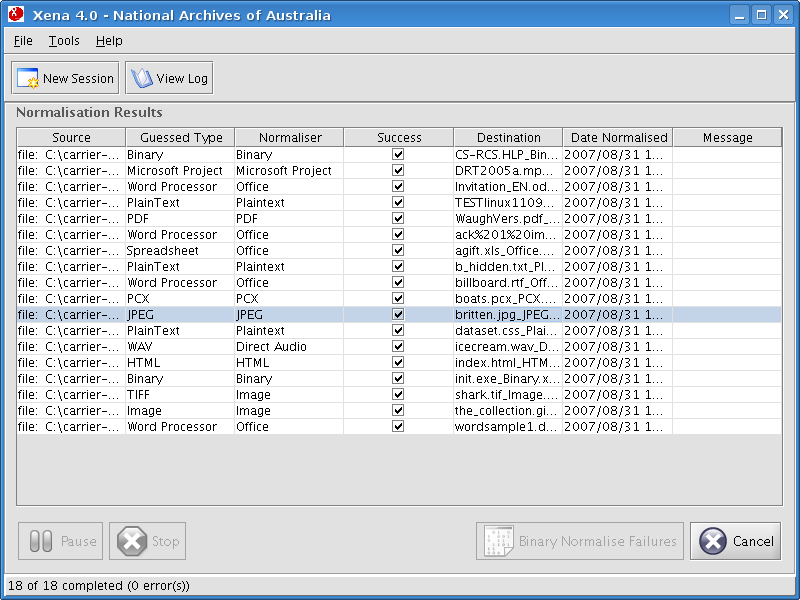 Xena 4.0 - National Archives of Australia
File Tools Help
New Session View Log
Normalisation Results
Source Guessed Type Normaliser Success Destination Date Normalised Message
file: C:\carrier-... Binary Binary CS-RCS.HLP_Bin... 2007/08/31 1...
file: C:\carrier-... Microsoft Project Microsoft Project DRT2005a.mp... 2007/08/31 1...
file: C:\carrier-... Word Processor Office Invitation_EN.od... 2007/08/31 1...
file: C:\carrier-... PlainText Plaintext TESTlinux1109... 2007/08/31 1...
file: C:\carrier-... PDF PDF WaughVers.pdf_... 2007/08/31 1...
file: C:\carrier-... Word Processor Office ack%201%20im... 2007/08/31 1...
file: C:\carrier-... Spreadsheet Office agift.xls_Office.... 2007/08/31 1...
file: C:\carrier-... PlainText Plaintext b_hidden.txt_Pl... 2007/08/31 1...
file: C:\carrier-... Word Processor Office billboard.rtf_Off... 2007/08/31 1...
file: C:\carrier-... PCX PCX boats.pcx_PCX.... 2007/08/31 1...
file: C:\carrier-... JPEG JPEG britten.jpg_JPEG... 2007/08/31 1...
file: C:\carrier-... PlainText Plaintext dataset.css_Plai... 2007/08/31 1...
file: C:\carrier-... WAV Direct Audio icecream.wav_D... 2007/08/31 1...
file: C:\carrier-... HTML HTML index.html_HTM... 2007/08/31 1...
file: C:\carrier-... Binary Binary init.exe_Binary.x... 2007/08/31 1...
file: C:\carrier-... TIFF Image shark.tif_Image.... 2007/08/31 1...
file: C:\carrier-... Image Image the_collection.gi... 2007/08/31 1...
file: C:\carrier-... Word Processor Office wordsample1.d... 2007/08/31 1...
Pause Stop Binary Normalise Failures Cancel
18 of 18 completed (0 error(s))